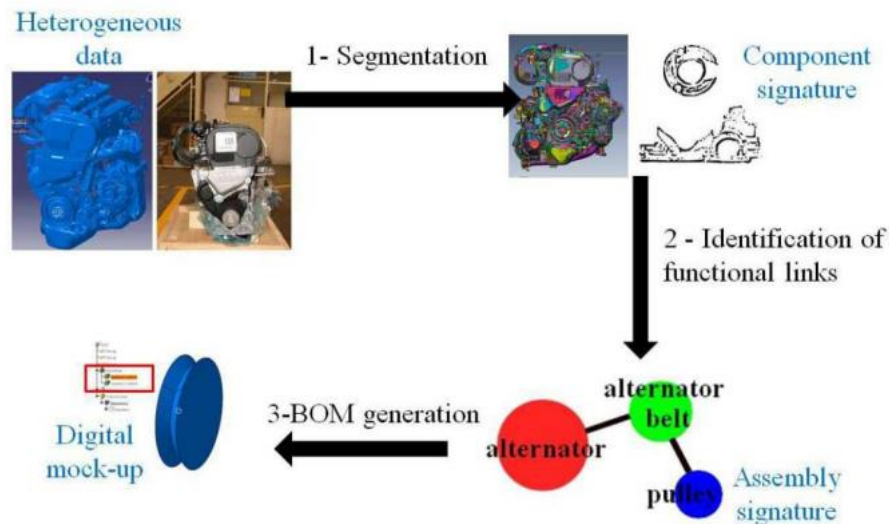 Heterogeneous
data
1- Segmentation
Component
signature
2 - Identification of
functional links
alternator
belt
alternator
pulley
Assembly
signature
3-BOM generation
Digital
mock-up